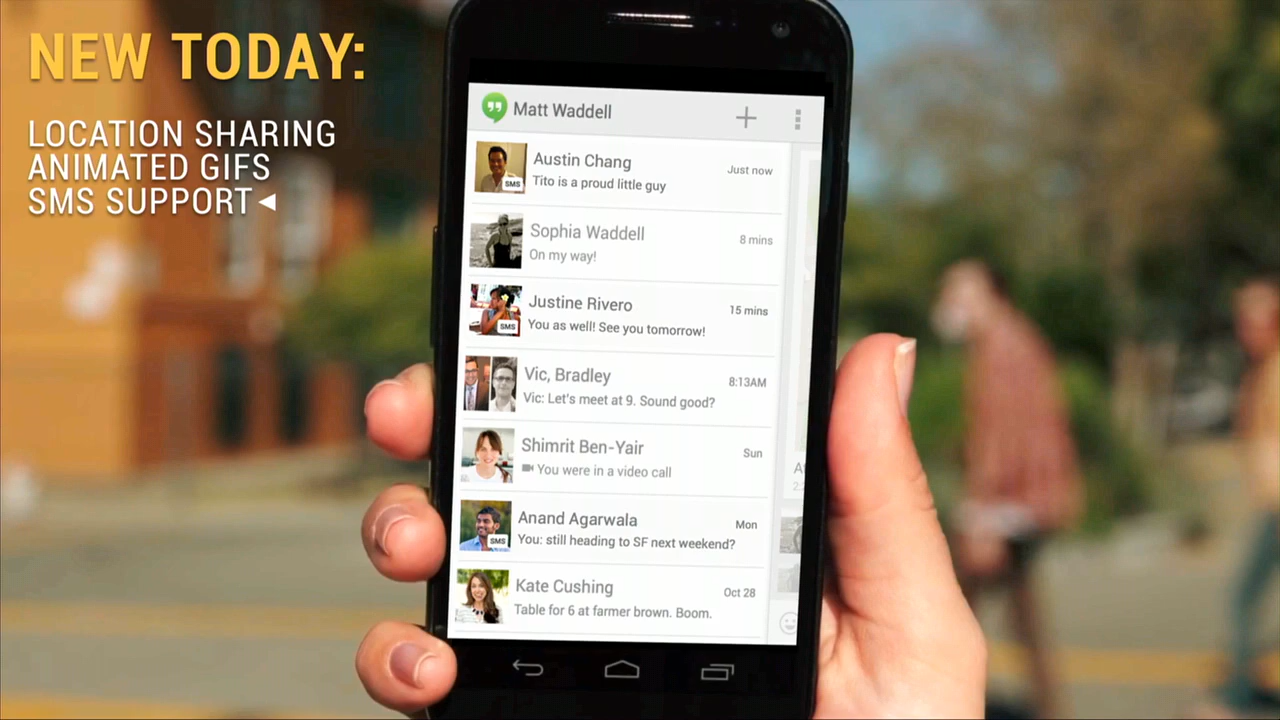 NEW TODAY:
LOCATION SHARING
ANIMATED GIFS
SMS SUPPORT
Matt Waddell
Austin Chang
Just now
SMS
Tito is a proud little guy
Sophia Waddell
8 mins
On my way!
Justine Rivero
15 mins
SMS
You as well! See you tomorrow!
Vic, Bradley
8:13AM
Vic: Let's meet at 9. Sound good?
Shimrit Ben-Yair
Sun
You were in a video call
Anand Agarwala
Mon
SMS
You: still heading to SF next weekend?
Kate Cushing
Oct 28
Table for 6 at farmer brown. Boom.